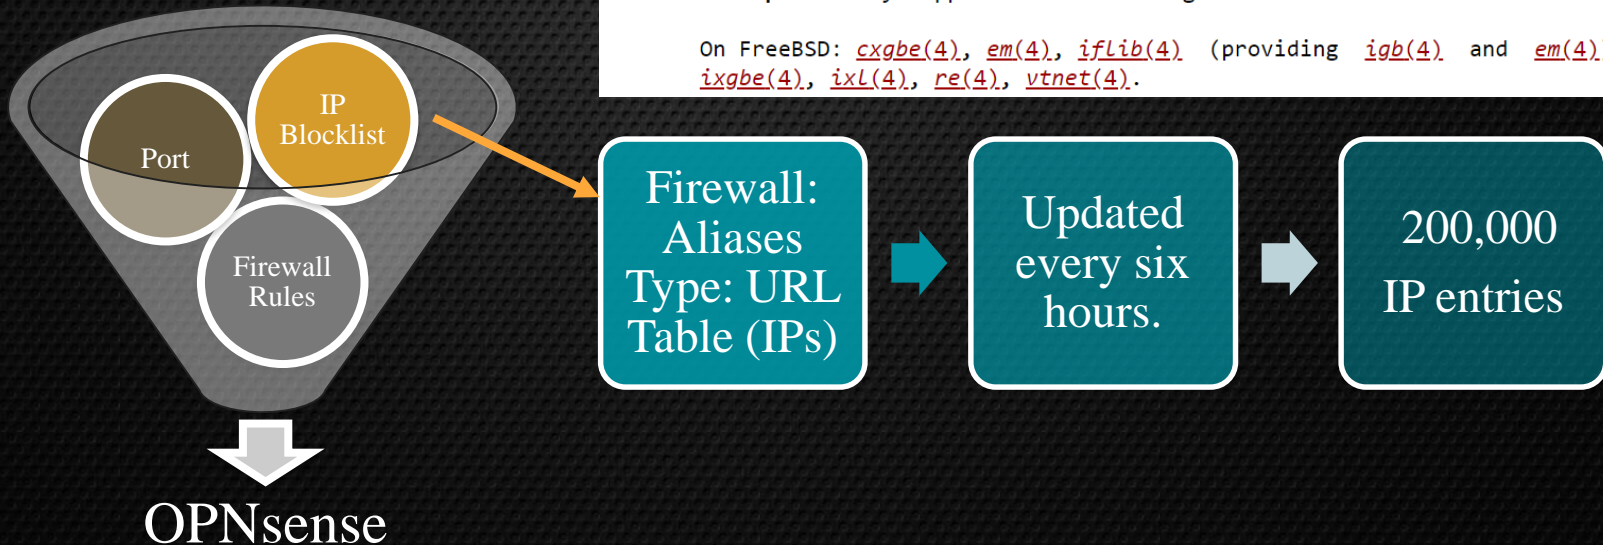 On FreeBSD: cxgbe(4), em(4), iflib(4) (providing igb(4) and em(4)
ixgbe(4), ixl(4), re(4), vtnet(4).
IP
Blocklist
Port
Firewall
Rules
OPNsense
Firewall:
Aliases
Type: URL
Table (IPs)
Updated
every six
hours.
200,000
IP entries